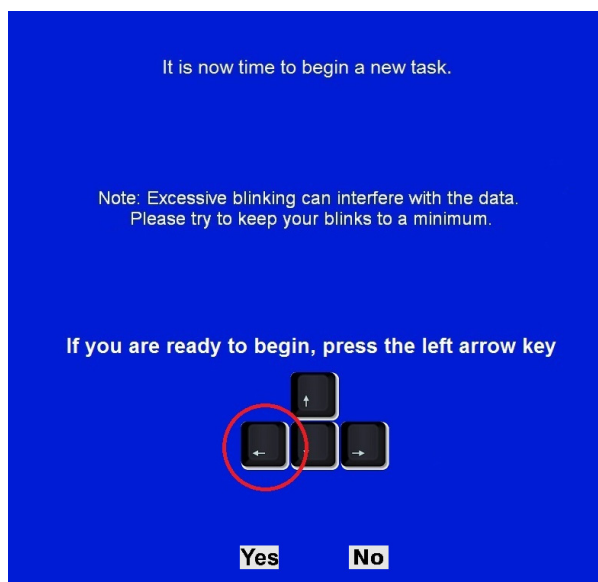 It is now time to begin a new task.
Note: Excessive blinking can interfere with the data.
Please try to keep your blinks to a minimum.
If you are ready to begin, press the left arrow key
Yes No